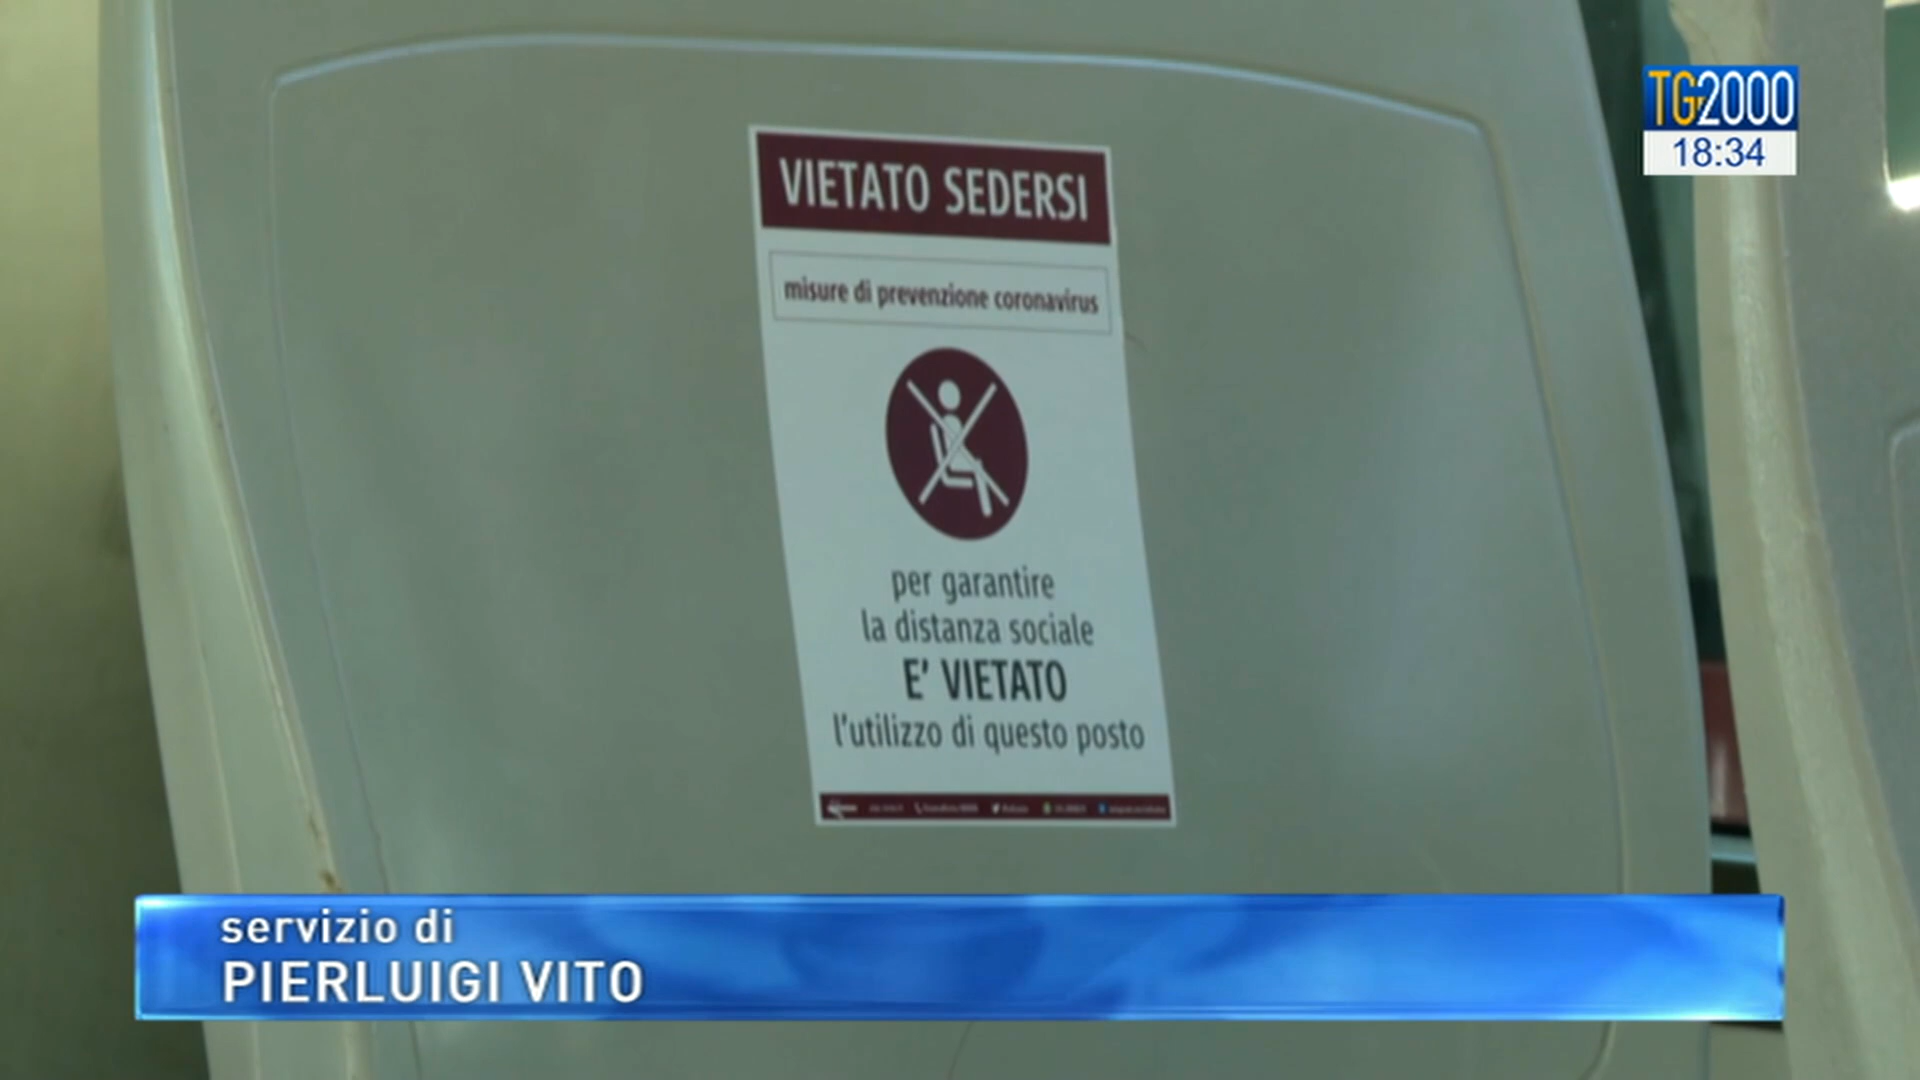 TG2000
18:34
VIETATO SEDERSI
misure di prevenzione coronavirus
per garantire
la distanza sociale
E' VIETATO
l'utilizzo di questo posto
servizio di
PIERLUIGI VITO